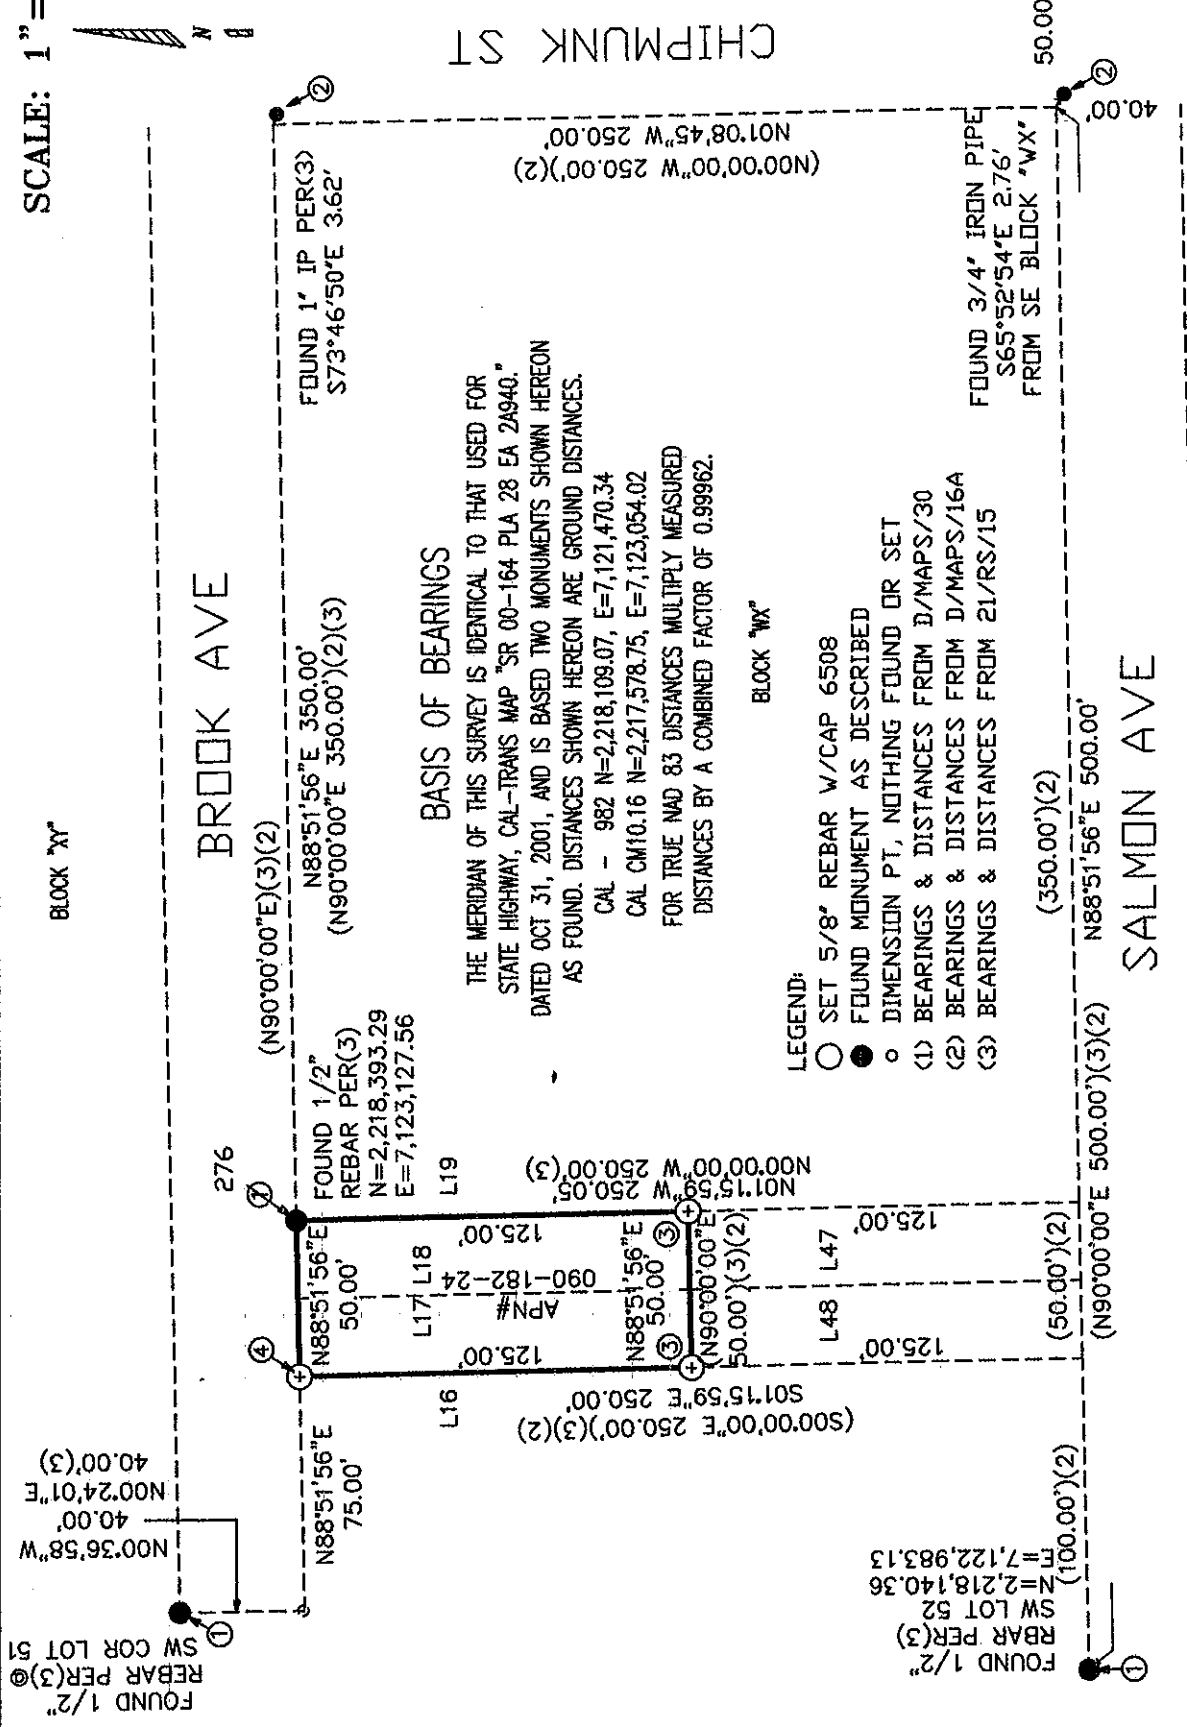 SCALE: 1"=
N
CHIPMUNK ST
50.00
40.00'
②
②
N01°08'45"W 250.00'
(N00°00'00"W 250.00')(2)
FOUND 1" IP PER(3)
S73°46'50"E 3.62'
FOUND 3/4" IRON PIPE
S65°52'54"E 2.76'
FROM SE BLOCK "WX"
BLOCK "XY"
BROOK AVE
(N90°00'00"E)(3)(2)
N88°51'56"E 350.00'
(N90°00'00"E 350.00')(2)(3)
BASIS OF BEARINGS
THE MERIDIAN OF THIS SURVEY IS IDENTICAL TO THAT USED FOR
STATE HIGHWAY, CAL-TRANS MAP "SR 00-164 PLA 28 EA 2A940."
DATED OCT 31, 2001, AND IS BASED TWO MONUMENTS SHOWN HEREON
AS FOUND. DISTANCES SHOWN HEREON ARE GROUND DISTANCES.
CAL - 982 N=2,218,109.07, E=7,121,470.34
CAL CM10.16 N=2,217,578.75, E=7,123,054.02
FOR TRUE NAD 83 DISTANCES MULTIPLY MEASURED
DISTANCES BY A COMBINED FACTOR OF 0.99962.
BLOCK "WX"
LEGEND:
SET 5/8" REBAR W/CAP 6508
FOUND MONUMENT AS DESCRIBED
DIMENSION PT, NOTHING FOUND OR SET
(1) BEARINGS & DISTANCES FROM D/MAPS/30
(2) BEARINGS & DISTANCES FROM D/MAPS/16A
(3) BEARINGS & DISTANCES FROM 21/RS/15
(350.00')(2)
N88°51'56"E 500.00'
(N90°00'00"E 500.00')(3)(2)
SALMON AVE
276
FOUND 1/2"
REBAR PER(3)
N=2,218,393.29
E=7,123,127.56
L19
N01°15'59"W 250.05'
N00°00'00"W 250.00'(3)
④
N88°51'56"E
50.00'
125.00'
L17
L18
APN#
090-182-24
125.00'
L16
N88°51'56"E
50.00'
③
③
(N90°00'00"E
50.00')(3)(2)
S01°15'59"E 250.00'
(S00°00'00"E 250.00')(3)(2)
L47
L48
125.00'
125.00'
(50.00')(2)
(100.00')(2)
N88°51'56"E
75.00'
N00°36'58"W
40.00'
N00°24'01"E
40.00'(3)
FOUND 1/2"
REBAR PER(3)@
SW COR LOT 51
①
FOUND 1/2"
RBAR PER(3)
SW LOT 52
N=2,218,140.36
E=7,122,983.13
①